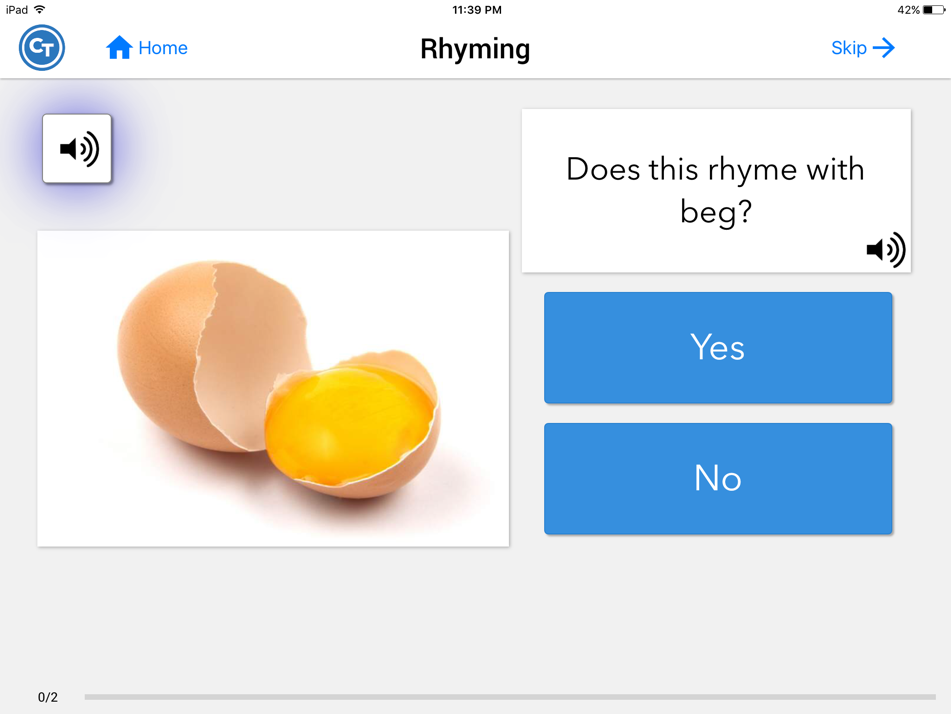 iPad 11:39 PM 42%
CT Home Rhyming Skip
Does this rhyme with
beg?
Yes
No
0/2